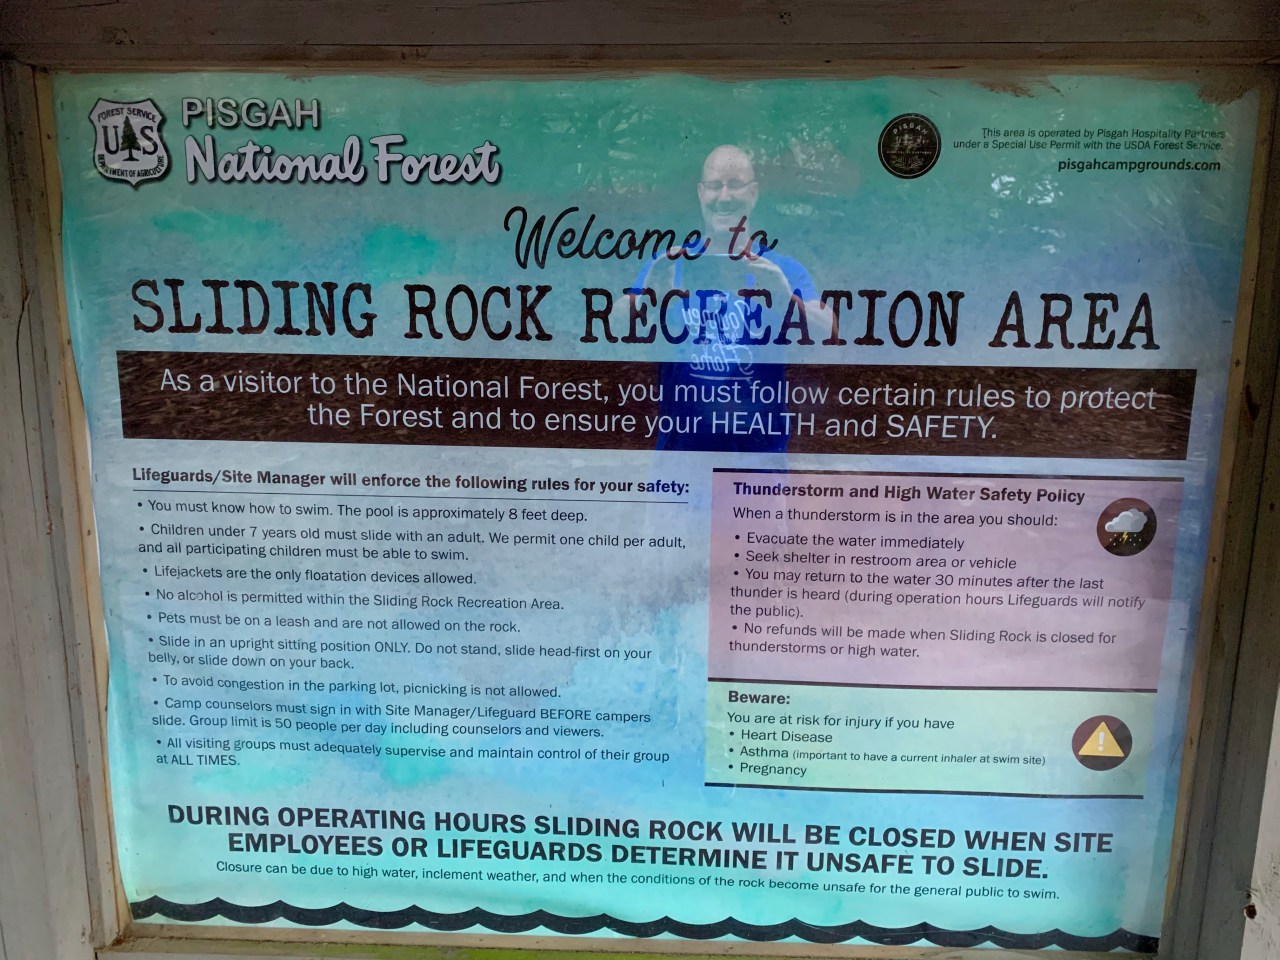 FOREST SERVICE
U S
DEPARTMENT OF AGRICULTURE
PISGAH
National Forest
PISGAH
This area is operated by Pisgah Hospitality Partners
under a Special Use Permit with the USDA Forest Service.
pisgahcampgrounds.com
Welcome to
SLIDING ROCK RECREATION AREA
As a visitor to the National Forest, you must follow certain rules to protect
the Forest and to ensure your HEALTH and SAFETY.
Lifeguards/Site Manager will enforce the following rules for your safety:
• You must know how to swim. The pool is approximately 8 feet deep.
• Children under 7 years old must slide with an adult. We permit one child per adult,
and all participating children must be able to swim.
• Lifejackets are the only floatation devices allowed.
• No alcohol is permitted within the Sliding Rock Recreation Area.
• Pets must be on a leash and are not allowed on the rock.
• Slide in an upright sitting position ONLY. Do not stand, slide head-first on your
belly, or slide down on your back.
• To avoid congestion in the parking lot, picnicking is not allowed.
• Camp counselors must sign in with Site Manager/Lifeguard BEFORE campers
slide. Group limit is 50 people per day including counselors and viewers.
• All visiting groups must adequately supervise and maintain control of their group
at ALL TIMES.
Thunderstorm and High Water Safety Policy
When a thunderstorm is in the area you should:
• Evacuate the water immediately
• Seek shelter in restroom area or vehicle
• You may return to the water 30 minutes after the last
thunder is heard (during operation hours Lifeguards will notify
the public).
• No refunds will be made when Sliding Rock is closed for
thunderstorms or high water.
Beware:
You are at risk for injury if you have
• Heart Disease
• Asthma (important to have a current inhaler at swim site)
• Pregnancy
DURING OPERATING HOURS SLIDING ROCK WILL BE CLOSED WHEN SITE
EMPLOYEES OR LIFEGUARDS DETERMINE IT UNSAFE TO SLIDE.
Closure can be due to high water, inclement weather, and when the conditions of the rock become unsafe for the general public to swim.